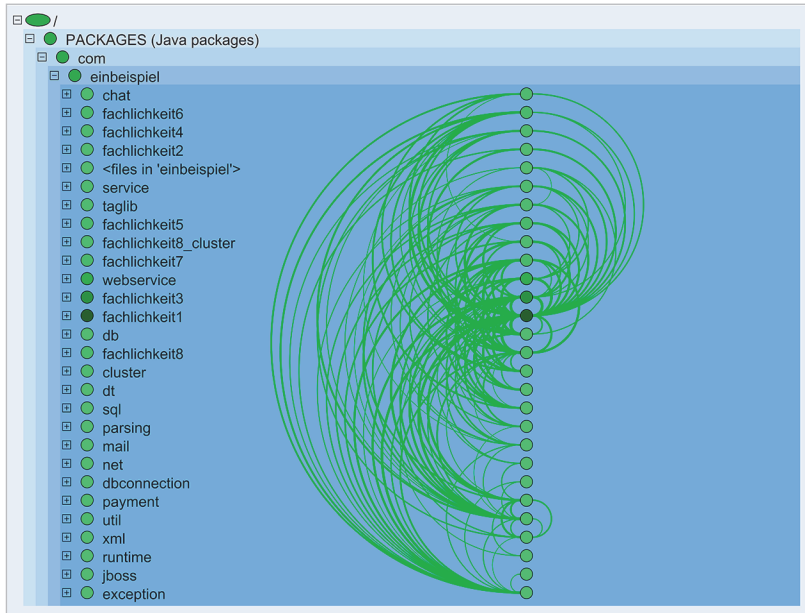 /
PACKAGES (Java packages)
com
einbeispiel
chat
fachlichkeit6
fachlichkeit4
fachlichkeit2
<files in 'einbeispiel'>
service
taglib
fachlichkeit5
fachlichkeit8_cluster
fachlichkeit7
webservice
fachlichkeit3
fachlichkeit1
db
fachlichkeit8
cluster
dt
sql
parsing
mail
net
dbconnection
payment
util
xml
runtime
jboss
exception